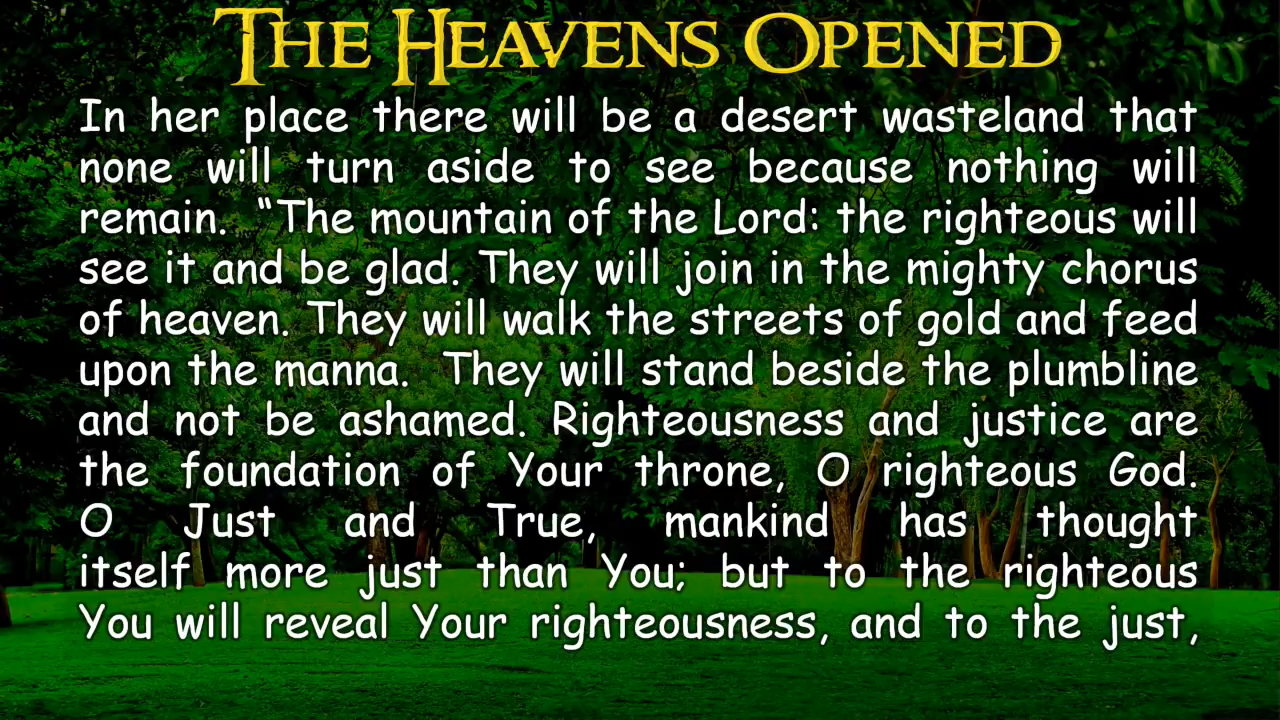 THE HEAVENS OPENED
In her place there will be a desert wasteland that
none will turn aside to see because nothing will
remain. “The mountain of the Lord: the righteous will
see it and be glad. They will join in the mighty chorus
of heaven. They will walk the streets of gold and feed
upon the manna. They will stand beside the plumbline
and not be ashamed. Righteousness and justice are
the foundation of Your throne, O righteous God.
O Just and True, mankind has thought
itself more just than You; but to the righteous
You will reveal Your righteousness, and to the just,